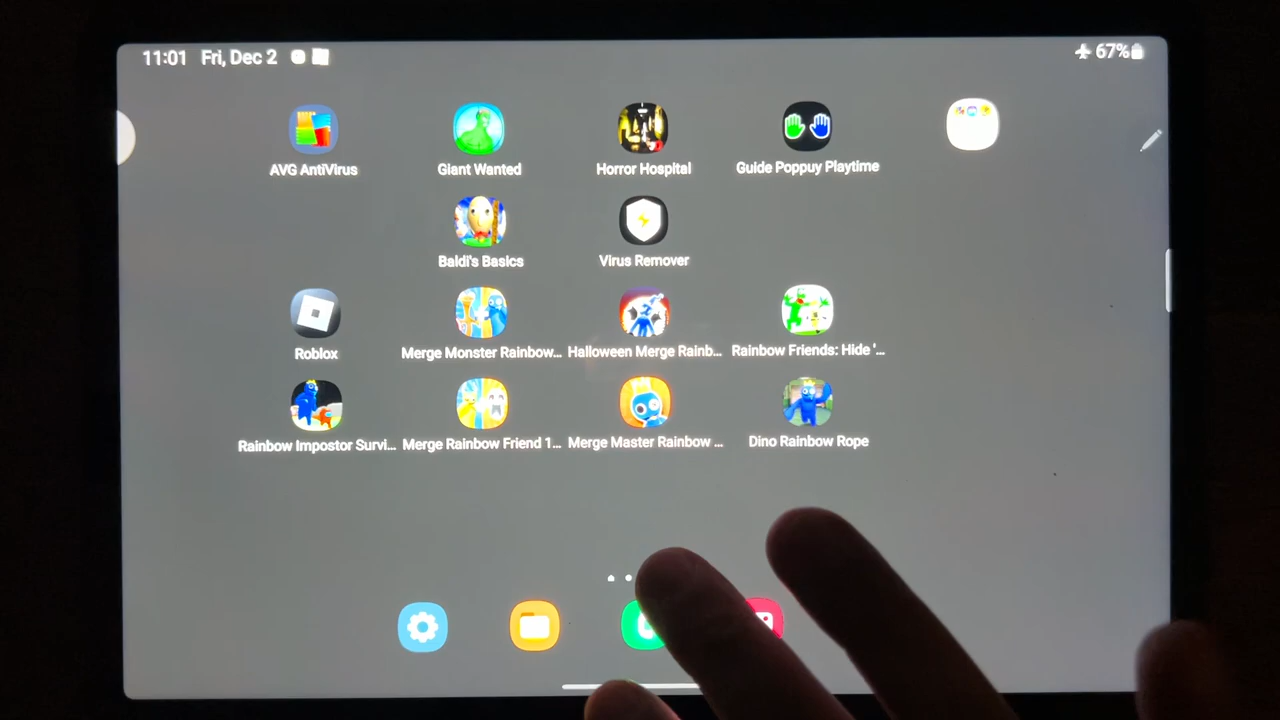 11:01 Fri, Dec 2
67%
AVG AntiVirus
Giant Wanted
Horror Hospital
Guide Poppuy Playtime
Baldi's Basics
Virus Remover
Roblox
Merge Monster Rainbow...
Halloween Merge Rainb...
Rainbow Friends: Hide '...
Rainbow Impostor Survi...
Merge Rainbow Friend 1...
Merge Master Rainbow ...
Dino Rainbow Rope